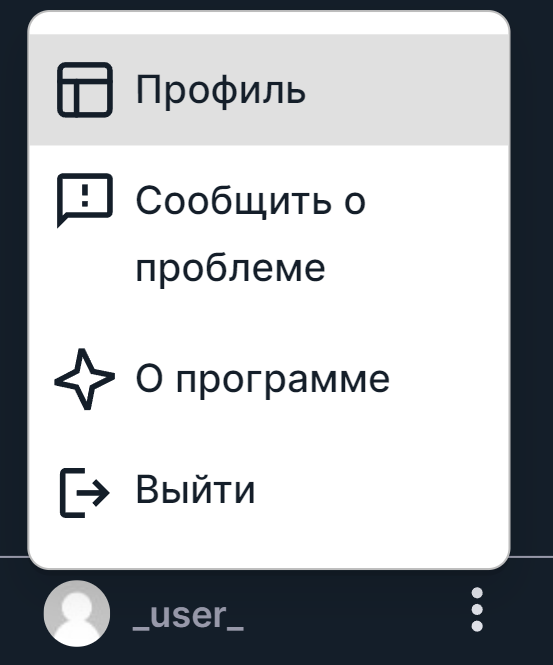 Профиль
Сообщить о
проблеме
О программе
Выйти
_user_